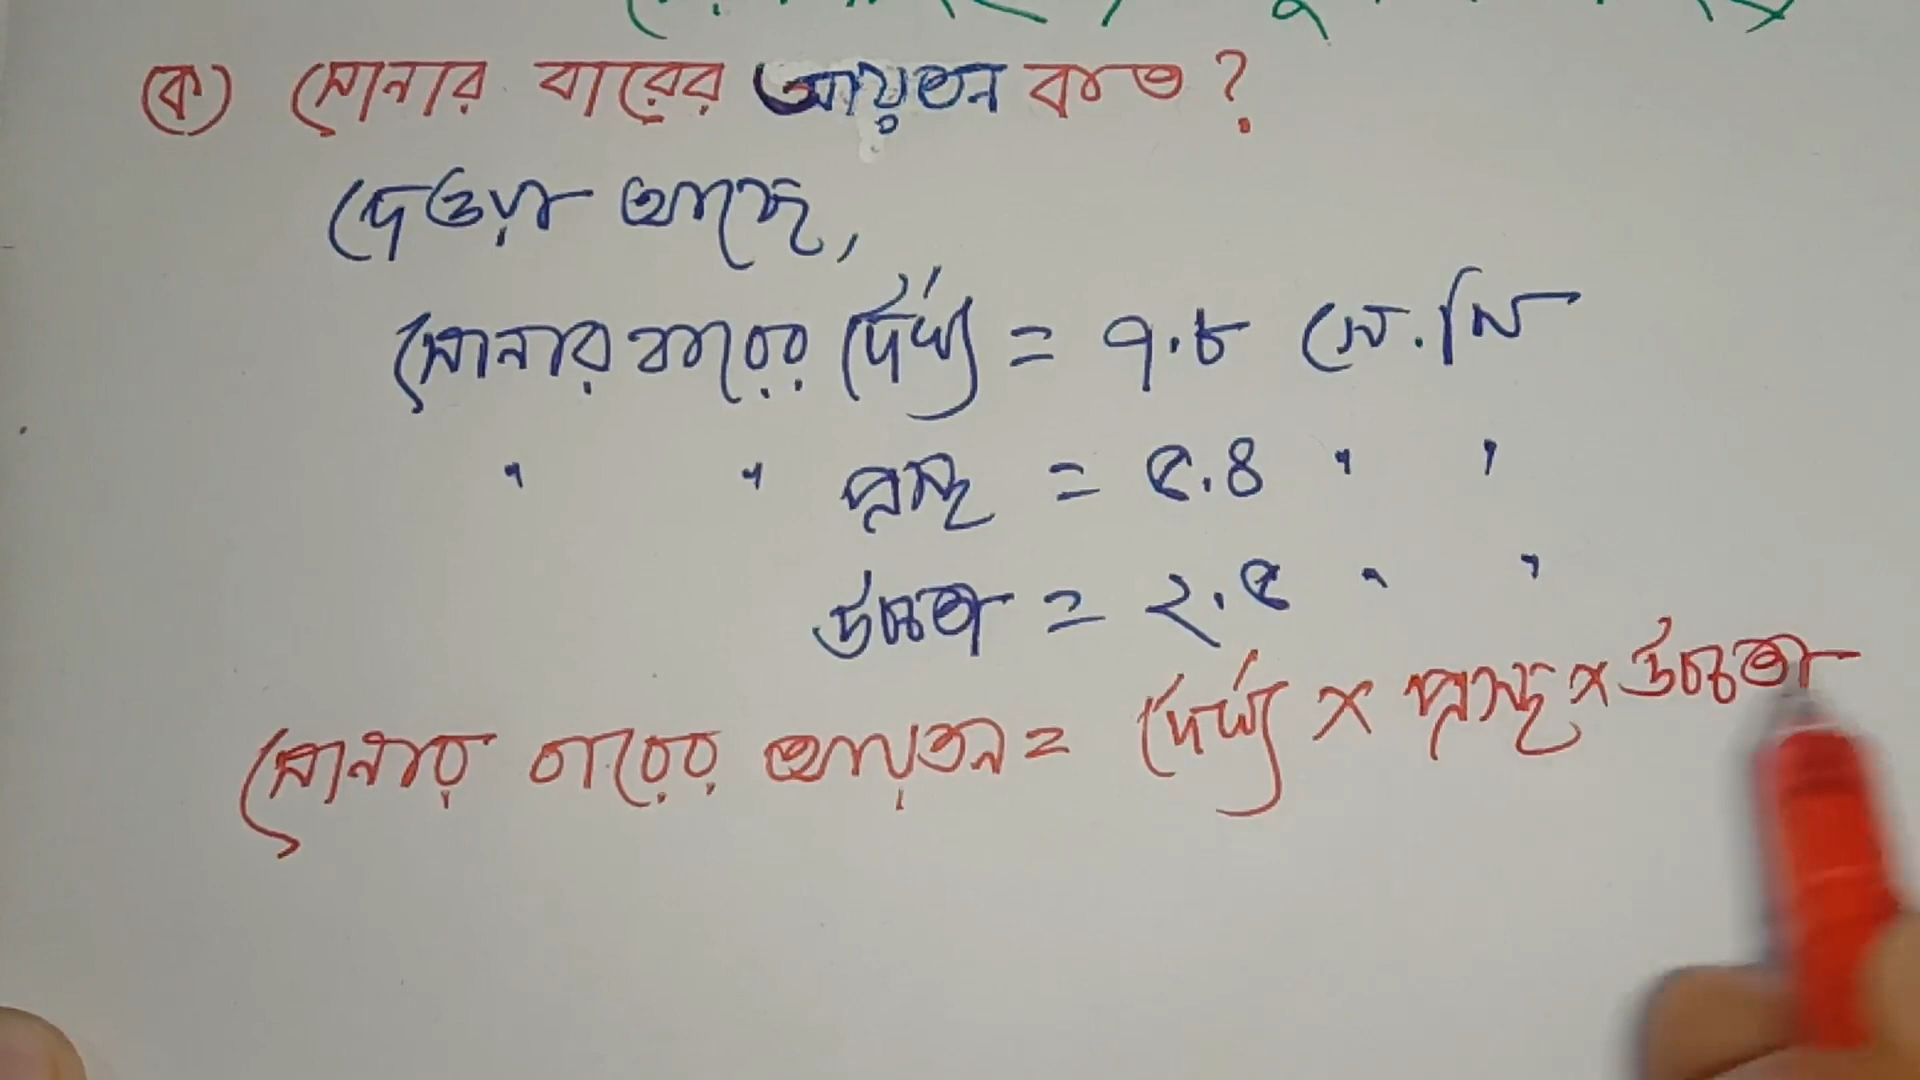 (ক) সোনার বারের আয়তন কত ?
দেওয়া আছে,
সোনার বারের দৈর্ঘ্য = ৭.৮ সে.মি
" " প্রস্থ = ৫.৪ " "
উচ্চতা = ২.৫ " "
সোনার বারের আয়তন = দৈর্ঘ্য × প্রস্থ × উচ্চতা